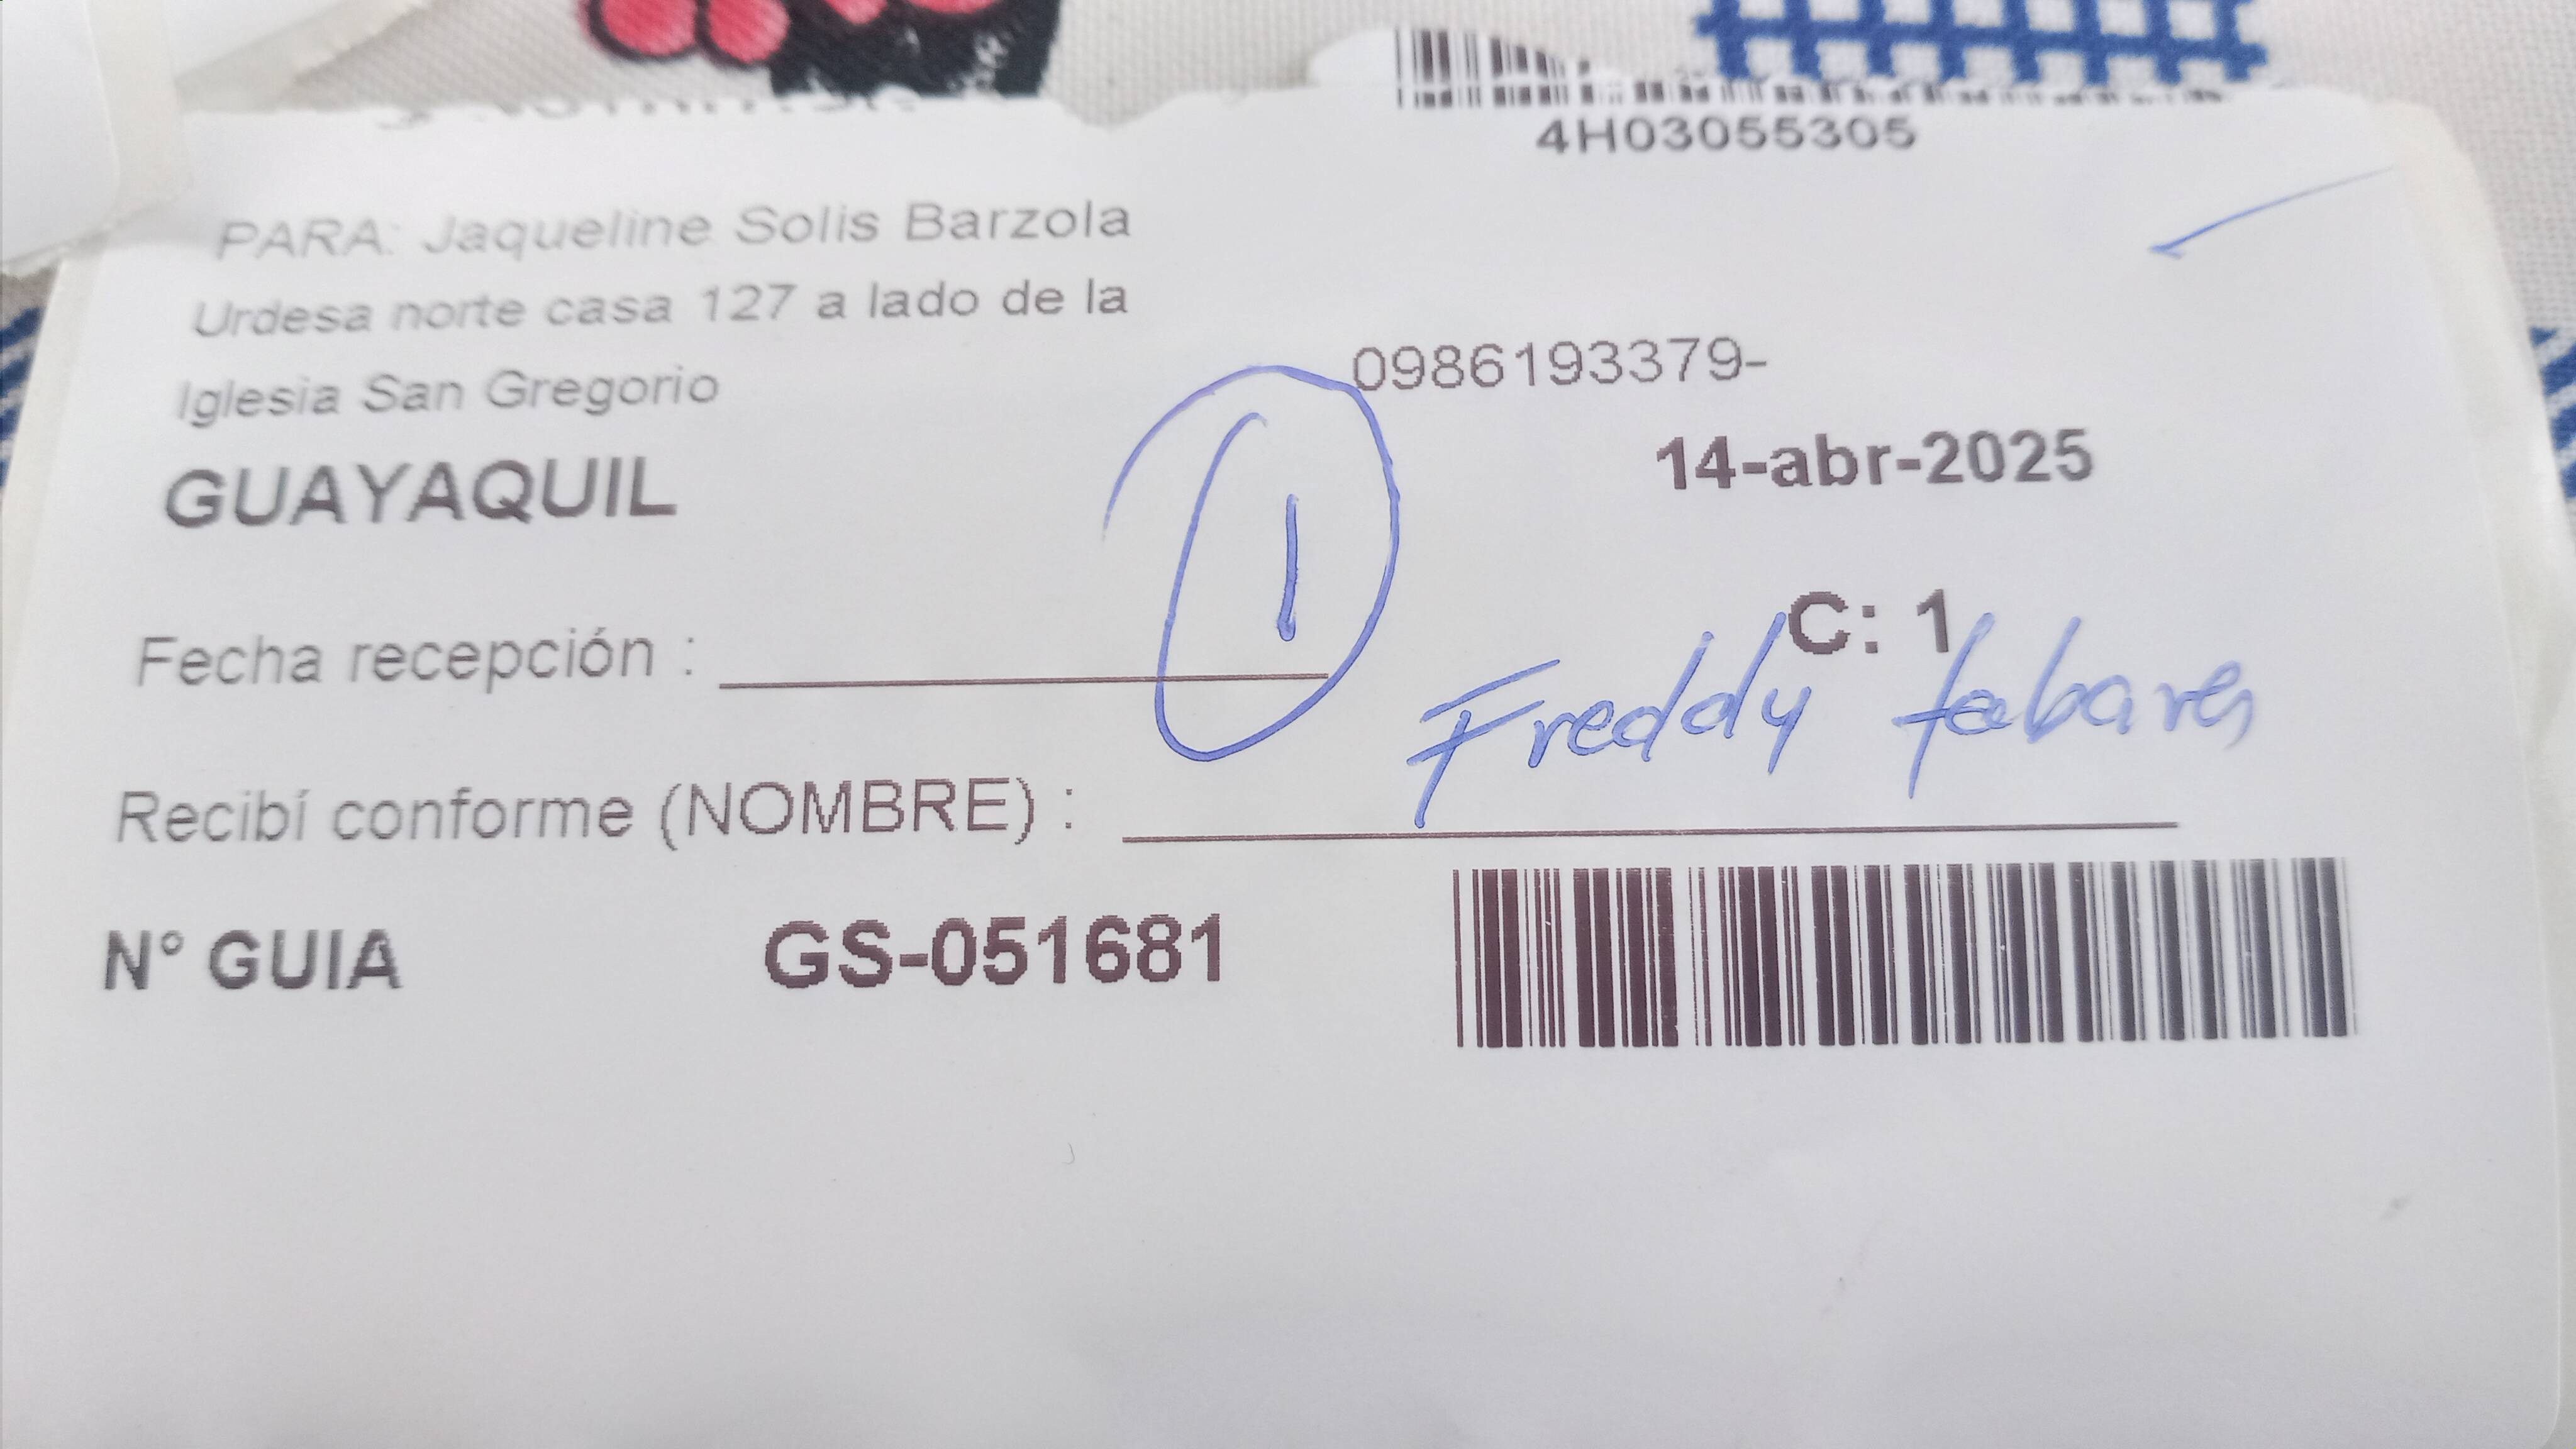 4H03055305
PARA: Jaqueline Solis Barzola
Urdesa norte casa 127 a lado de la
0986193379-
Iglesia San Gregorio
14-abr-2025
GUAYAQUIL
1
C: 1
Fecha recepción :
Freddy tabares
Recibí conforme (NOMBRE) :
N° GUIA GS-051681